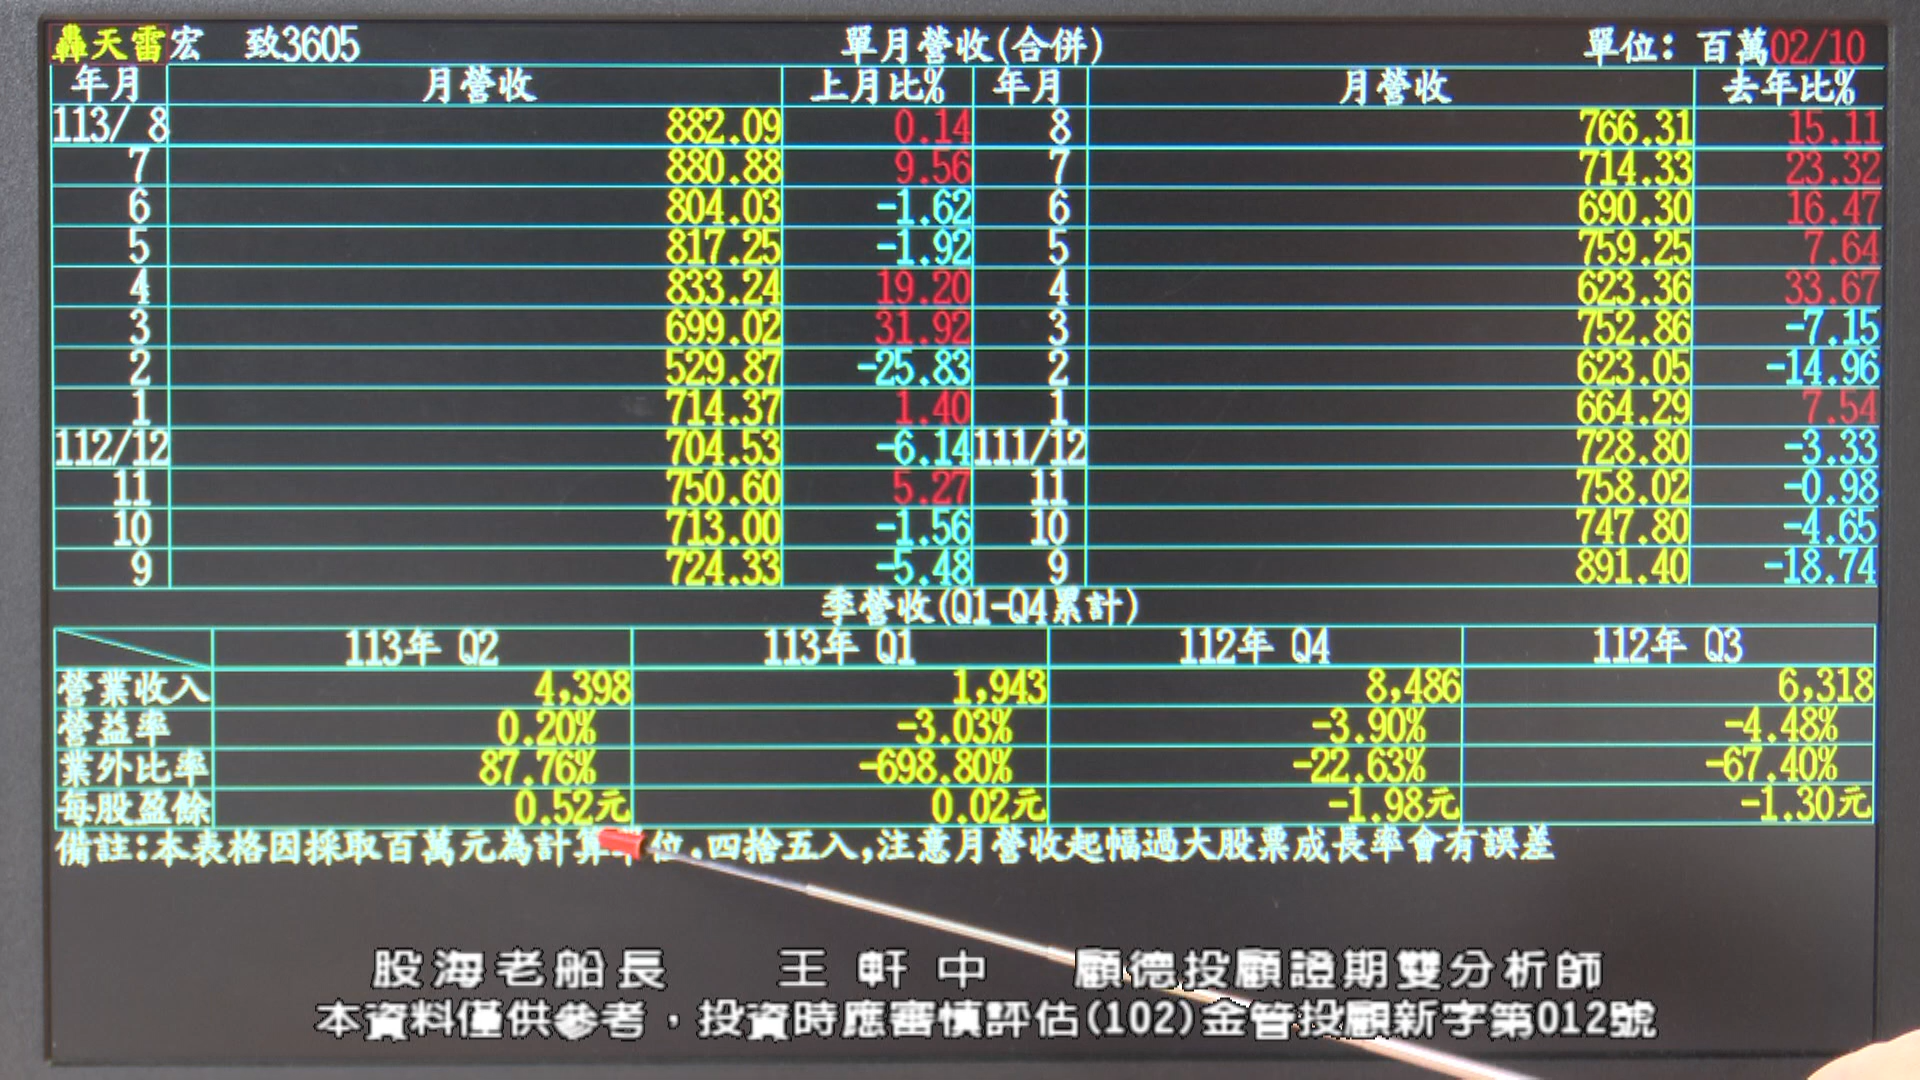 轟天雷宏 致3605 單月營收(合併) 單位: 百萬02/10
年月 月營收 上月比% 年月 月營收 去年比%
113/ 8 882.09 0.14 8 766.31 15.11
7 880.88 9.56 7 714.33 23.32
6 804.03 -1.62 6 690.30 16.47
5 817.25 -1.92 5 759.25 7.64
4 833.24 19.20 4 623.36 33.67
3 699.02 31.92 3 752.86 -7.15
2 529.87 -25.83 2 623.05 -14.96
1 714.37 1.40 1 664.29 7.54
112/12 704.53 -6.14 111/12 728.80 -3.33
11 750.60 5.27 11 758.02 -0.98
10 713.00 -1.56 10 747.80 -4.65
9 724.33 -5.48 9 891.40 -18.74
季營收(Q1-Q4累計)
113年 Q2 113年 Q1 112年 Q4 112年 Q3
營業收入 4,398 1,943 8,486 6,318
營益率 0.20% -3.03% -3.90% -4.48%
業外比率 87.76% -698.80% -22.63% -67.40%
每股盈餘 0.52元 0.02元 -1.98元 -1.30元
備註:本表格因採取百萬元為計算單位,四捨五入,注意月營收起幅過大股票成長率會有誤差
股海老船長 王軒中 顧德投顧證期雙分析師
本資料僅供參考,投資時應審慎評估(102)金管投顧新字第012號